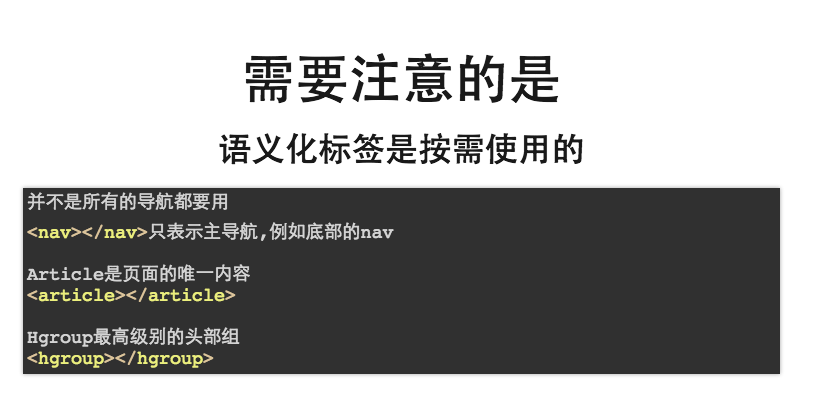 需要注意的是
语义化标签是按需使用的
并不是所有的导航都要用
<nav></nav>只表示主导航,例如底部的nav
Article是页面的唯一内容
<article></article>
Hgroup最高级别的头部组
<hgroup></hgroup>